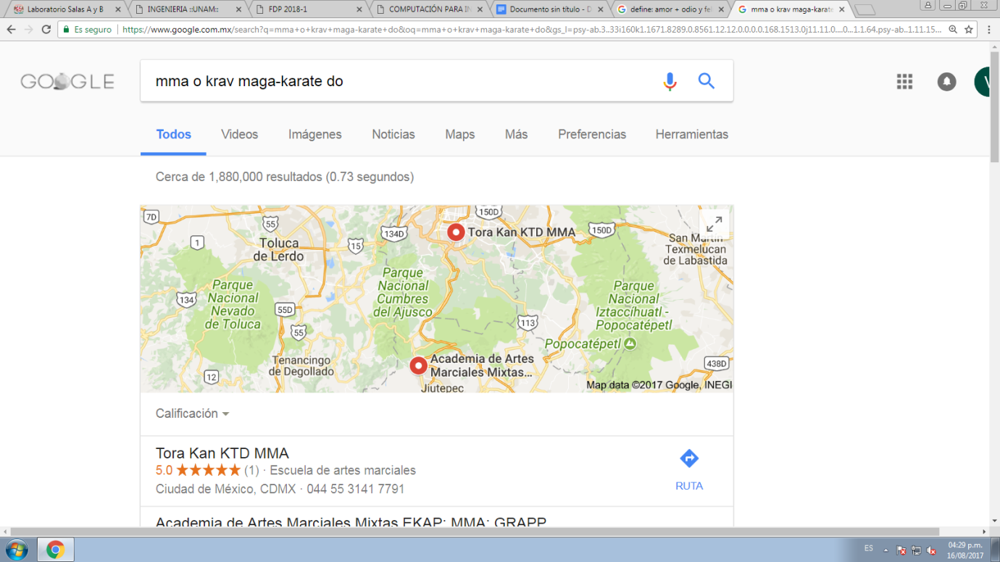 Laboratorio Salas A y B
INGENIERIA ::UNAM::
FDP 2018-1
COMPUTACIÓN PARA IN
Documento sin título - D
define: amor + odio y fel
mma o krav maga-karate
Es seguro
https://www.google.com.mx/search?q=mma+o+krav+maga-karate+do&oq=mma+o+krav+maga-karate+do&gs_l=psy-ab.3..33i160k1.1671.8289.0.8561.12.12.0.0.0.0.168.1513.0j11.11.0....0...1.1.64.psy-ab..1.11.15...
GOOGLE
mma o krav maga-karate do
Todos
Videos
Imágenes
Noticias
Maps
Más
Preferencias
Herramientas
Cerca de 1,880,000 resultados (0.73 segundos)
7D
150D
55
1
Toluca
de Lerdo
15
134D
Tora Kan KTD MMA
150D
San Martín
Texmelucan
de Labastida
Parque
Nacional
Nevado
de Toluca
134
55D
55
Parque
Nacional
Cumbres
del Ajusco
113
Parque
Nacional
Iztaccíhuatl -
Popocatépetl
Popocatépetl
Tenancingo
de Degollado
12
Academia de Artes
Marciales Mixtas...
Jiutepec
438D
Map data ©2017 Google, INEGI
Calificación
Tora Kan KTD MMA
5.0 ★★★★★ (1) · Escuela de artes marciales
Ciudad de México, CDMX · 044 55 3141 7791
RUTA
Academia de Artes Marciales Mixtas EKAP: MMA: GRAPP
ES
04:29 p.m.
16/08/2017